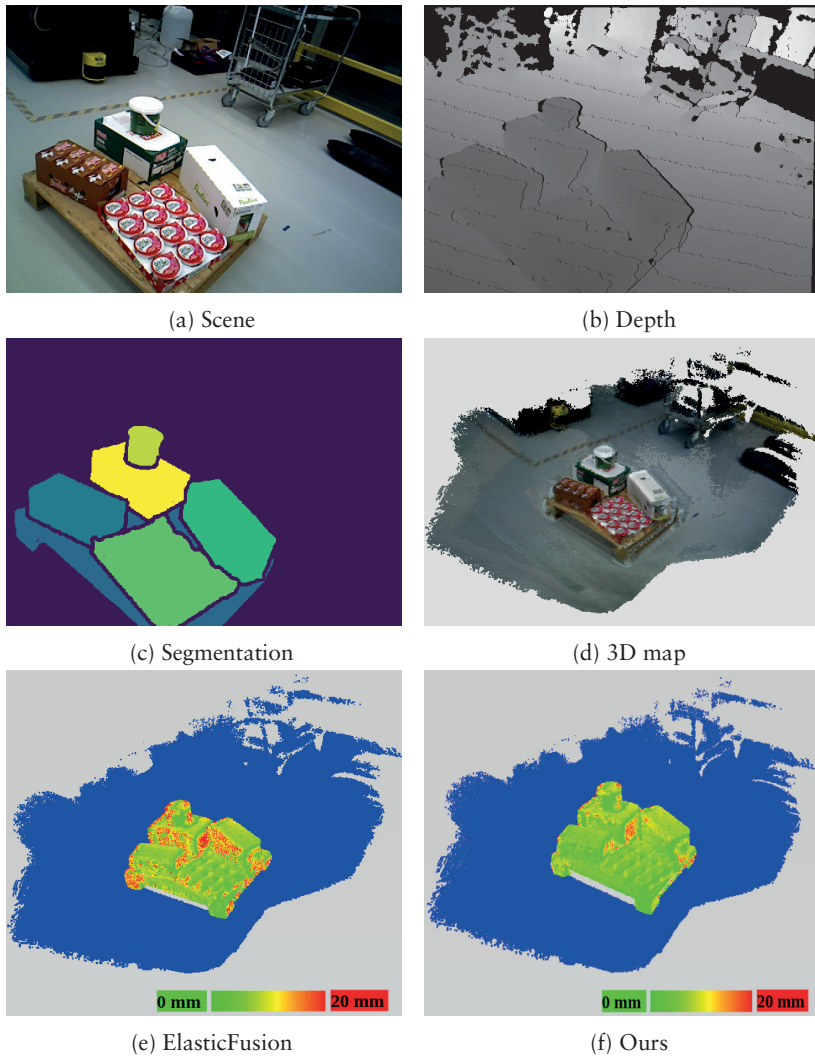 (a) Scene
(b) Depth
(c) Segmentation
(d) 3D map
0 mm
20 mm
0 mm
20 mm
(e) ElasticFusion
(f) Ours